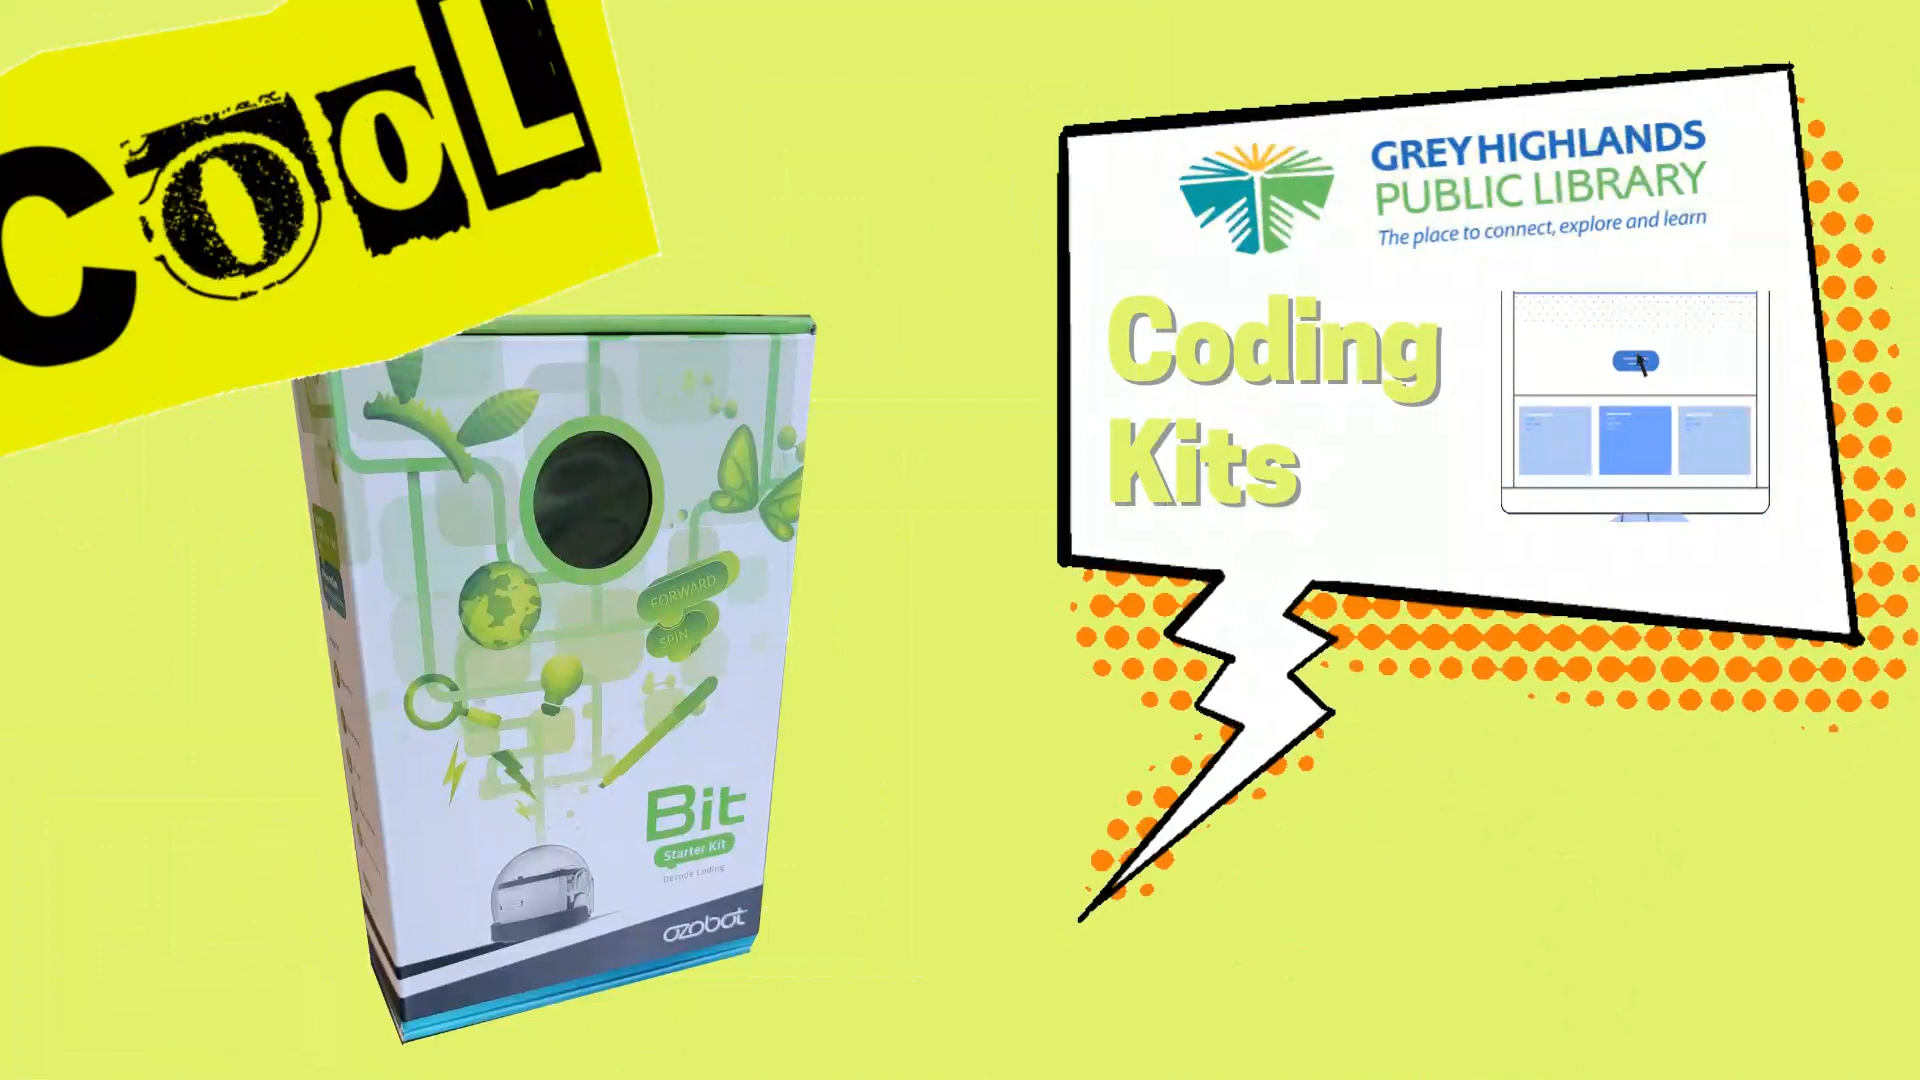 COOL
GREY HIGHLANDS
PUBLIC LIBRARY
The place to connect, explore and learn
Coding
Kits
FORWARD
SPIN
Bit
Starter Kit
Decode Coding
ozobot